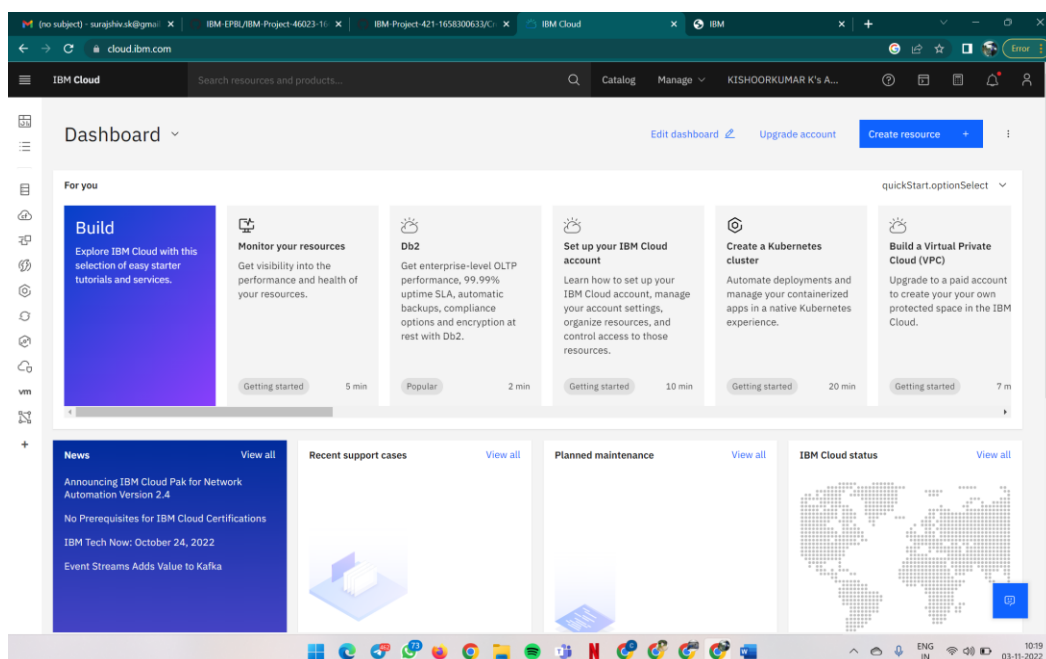 (no subject) - surajshiv.sk@gmail
IBM-EPBL/IBM-Project-46023-16
IBM-Project-421-1658300633/Cr
IBM Cloud
IBM
cloud.ibm.com
Error
IBM Cloud
Search resources and products...
Catalog
Manage
KISHOORKUMAR K's A...
Dashboard
Edit dashboard
Upgrade account
Create resource +
For you
quickStart.optionSelect
Build
Explore IBM Cloud with this
selection of easy starter
tutorials and services.
Monitor your resources
Get visibility into the
performance and health of
your resources.
Getting started
5 min
Db2
Get enterprise-level OLTP
performance, 99.99%
uptime SLA, automatic
backups, compliance
options and encryption at
rest with Db2.
Popular
2 min
Set up your IBM Cloud
account
Learn how to set up your
IBM Cloud account, manage
your account settings,
organize resources, and
control access to those
resources.
Getting started
10 min
Create a Kubernetes
cluster
Automate deployments and
manage your containerized
apps in a native Kubernetes
experience.
Getting started
20 min
Build a Virtual Private
Cloud (VPC)
Upgrade to a paid account
to create your your own
protected space in the IBM
Cloud.
Getting started
7 m
vm
News
View all
Announcing IBM Cloud Pak for Network
Automation Version 2.4
No Prerequisites for IBM Cloud Certifications
IBM Tech Now: October 24, 2022
Event Streams Adds Value to Kafka
Recent support cases
View all
Planned maintenance
View all
IBM Cloud status
View all
73
ENG
IN
10:19
03-11-2022